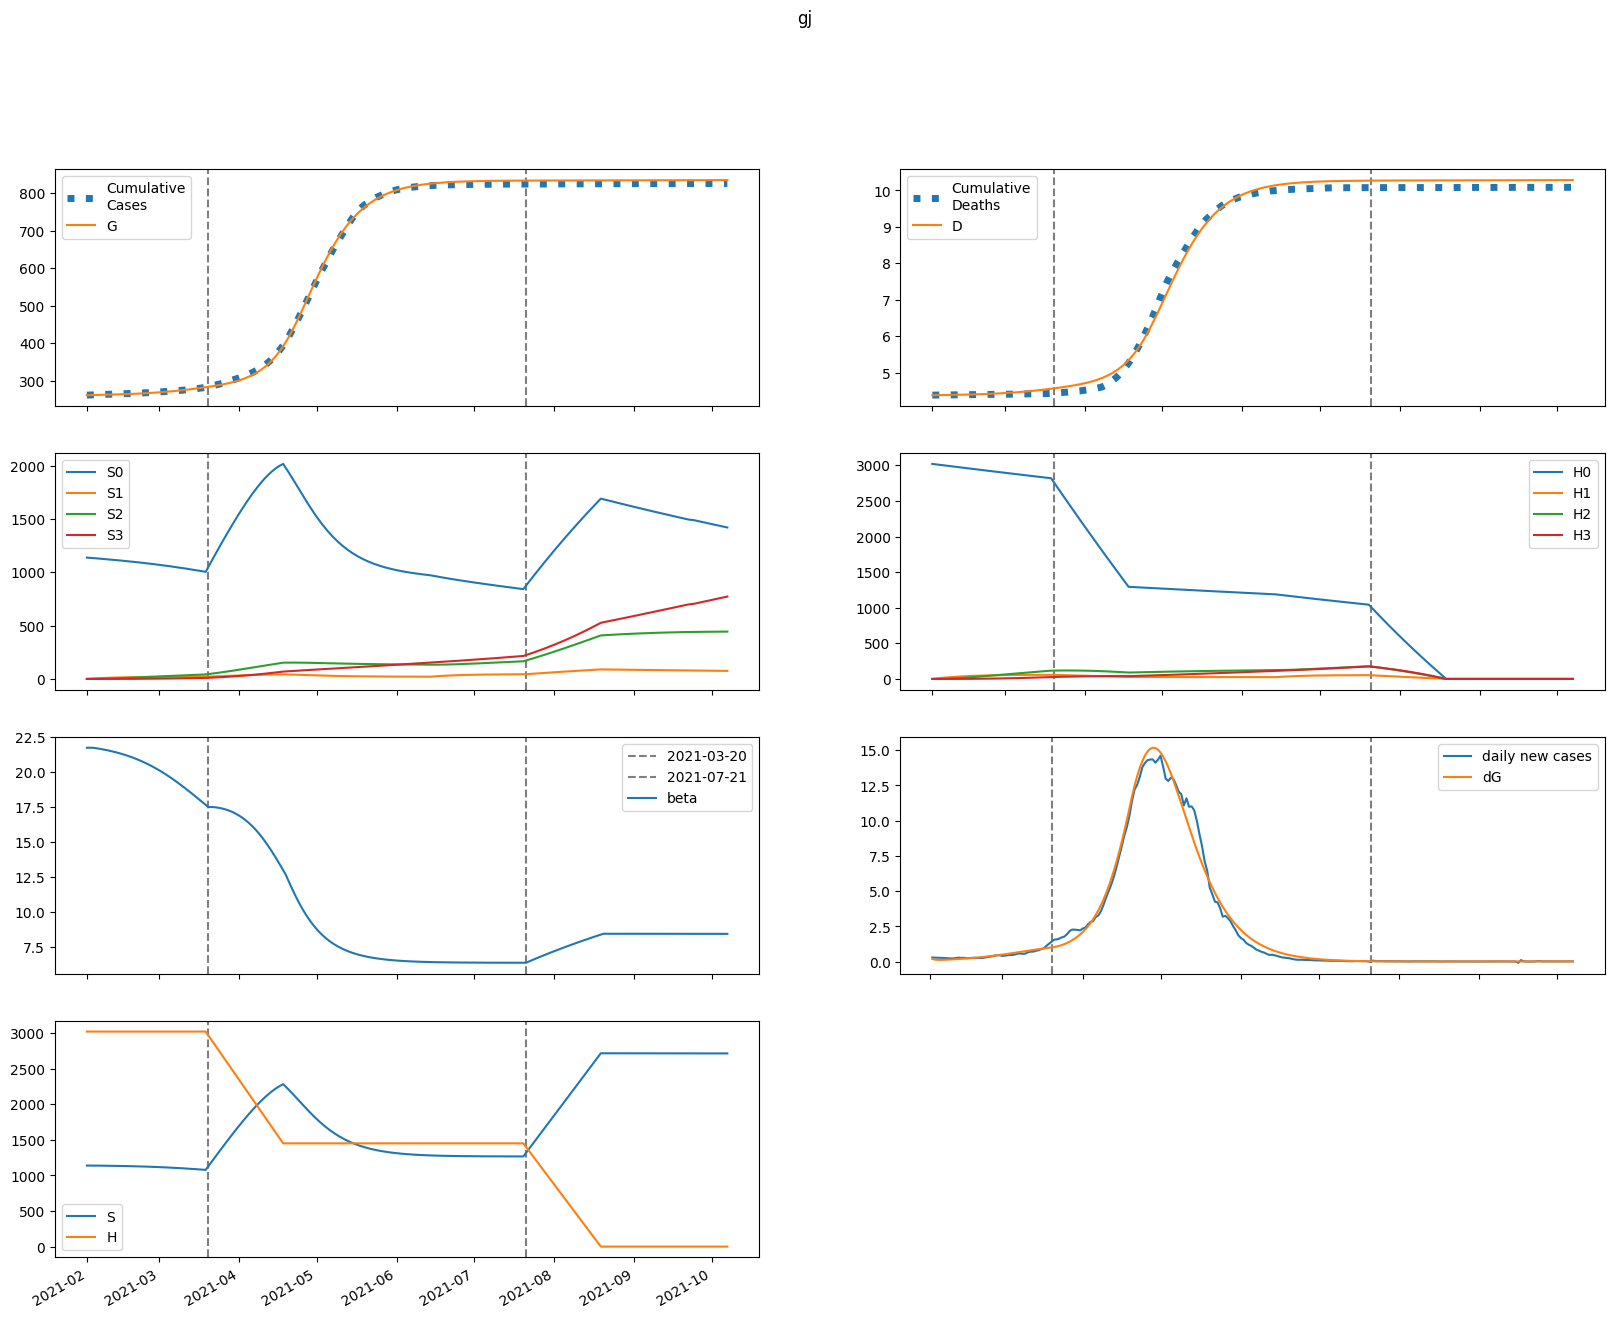 gj
800
700
600
500
400
300
Cumulative
Cases
G
10
9
8
7
6
5
Cumulative
Deaths
D
2000
1500
1000
500
0
S0
S1
S2
S3
3000
2500
2000
1500
1000
500
0
H0
H1
H2
H3
22.5
20.0
17.5
15.0
12.5
10.0
7.5
2021-03-20
2021-07-21
beta
15.0
12.5
10.0
7.5
5.0
2.5
0.0
daily new cases
dG
3000
2500
2000
1500
1000
500
0
S
H
2021-02
2021-03
2021-04
2021-05
2021-06
2021-07
2021-08
2021-09
2021-10